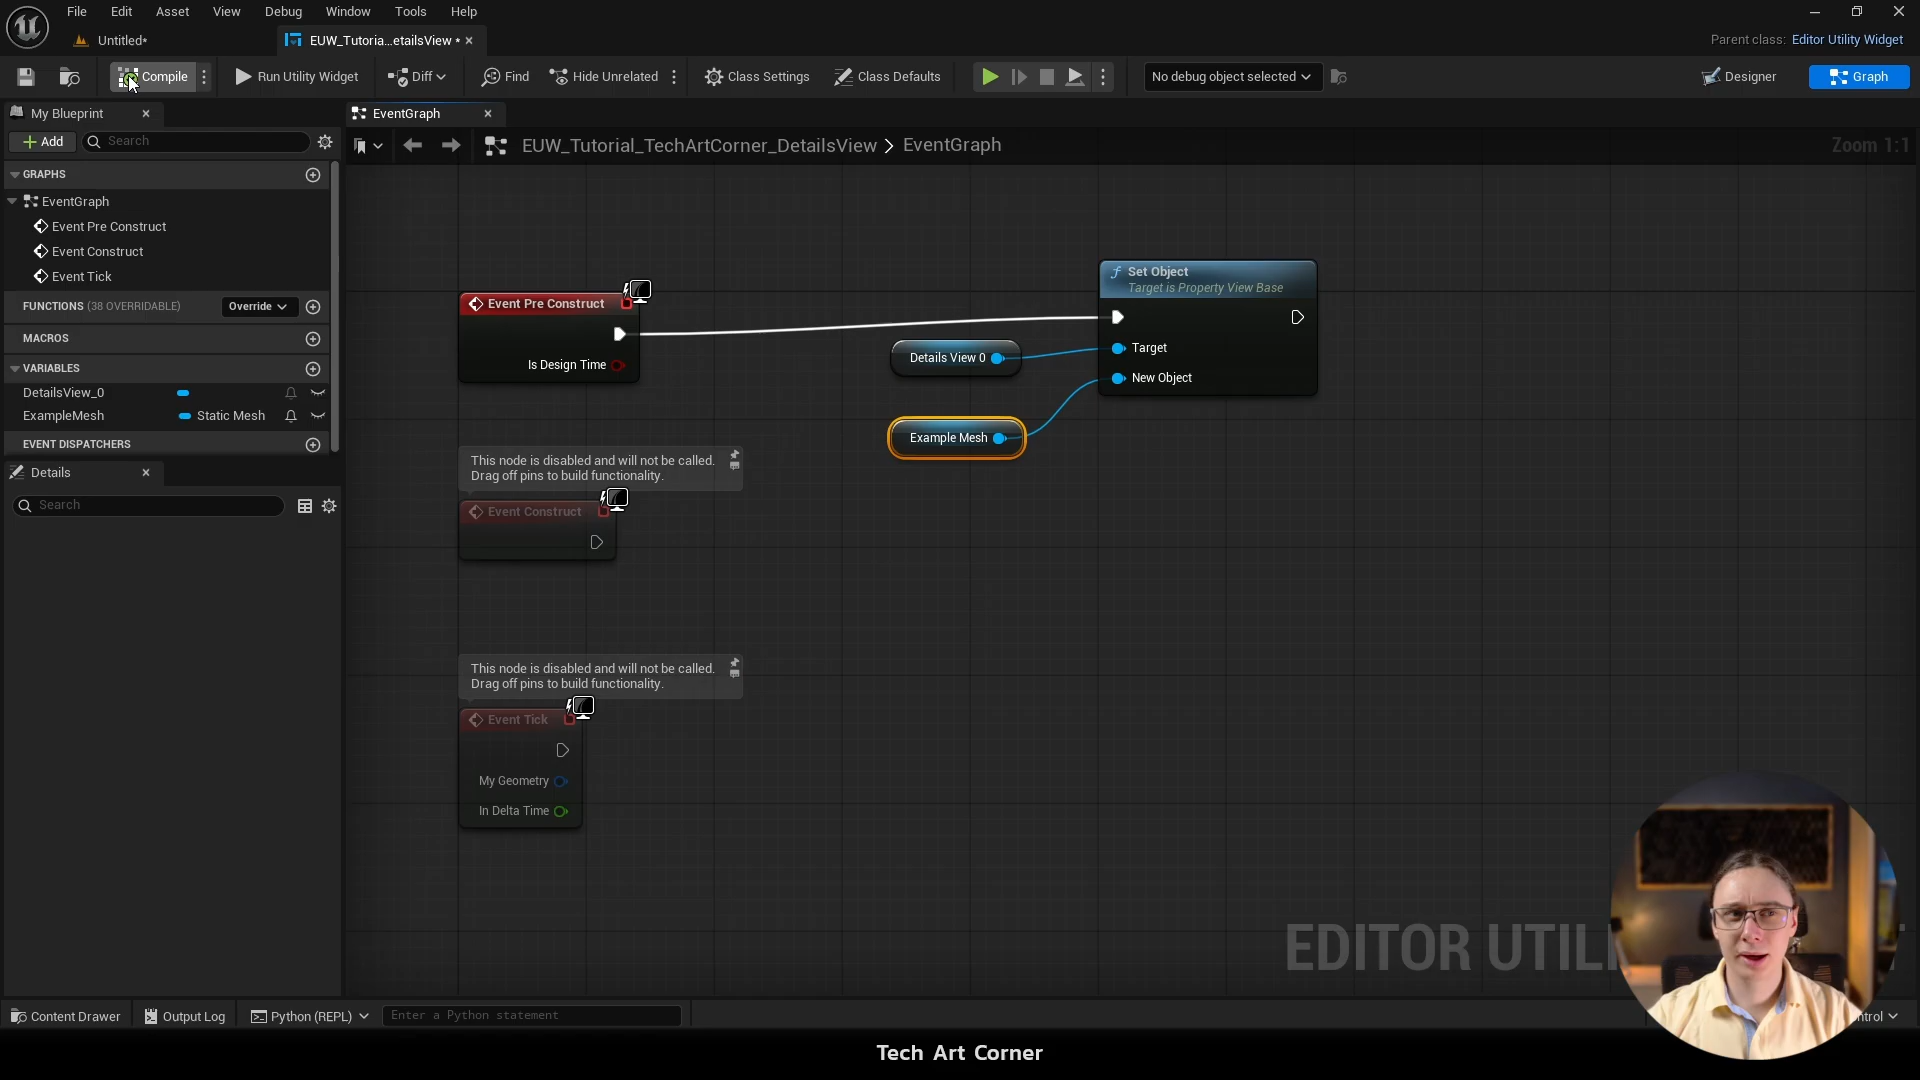 File Edit Asset View Debug Window Tools Help
Untitled*
EUW_Tutoria...etailsView *
Parent class: Editor Utility Widget
Compile
Run Utility Widget
Diff
Find
Hide Unrelated
Class Settings
Class Defaults
No debug object selected
Designer
Graph
My Blueprint
EventGraph
Add
Search
EUW_Tutorial_TechArtCorner_DetailsView > EventGraph
Zoom 1:1
GRAPHS
EventGraph
Event Pre Construct
Event Construct
Event Tick
FUNCTIONS (38 OVERRIDABLE)
Override
MACROS
VARIABLES
DetailsView_0
ExampleMesh
Static Mesh
EVENT DISPATCHERS
Details
Search
Event Pre Construct
Is Design Time
Set Object
Target is Property View Base
Target
New Object
Details View 0
Example Mesh
This node is disabled and will not be called.
Drag off pins to build functionality.
Event Construct
This node is disabled and will not be called.
Drag off pins to build functionality.
Event Tick
My Geometry
In Delta Time
EDITOR UTILI
Content Drawer
Output Log
Python (REPL)
Enter a Python statement
ntrol
Tech Art Corner